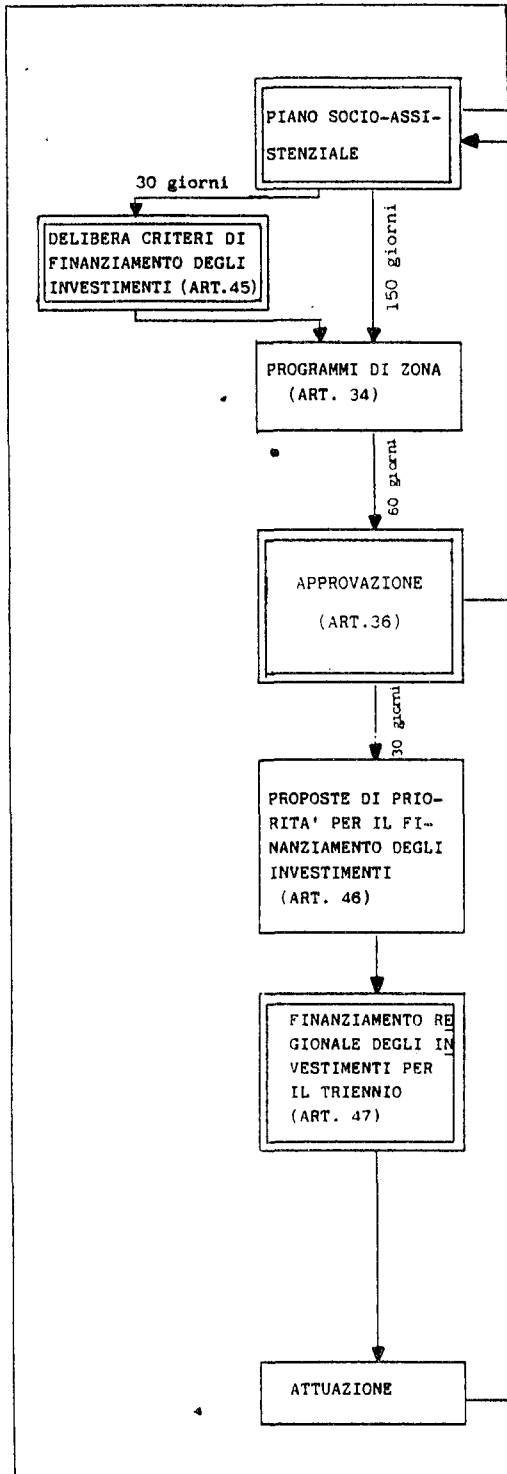 PIANO SOCIO-ASSI-
STENZIALE
30 giorni
150 giorni
DELIBERA CRITERI DI
FINANZIAMENTO DEGLI
INVESTIMENTI (ART.45)
PROGRAMMI DI ZONA
(ART. 34)
60 giorni
APPROVAZIONE
(ART.36)
30 giorni
PROPOSTE DI PRIO-
RITA' PER IL FI-
NANZIAMENTO DEGLI
INVESTIMENTI
(ART. 46)
FINANZIAMENTO RE
GIONALE DEGLI IN
VESTIMENTI PER
IL TRIENNIO
(ART. 47)
ATTUAZIONE